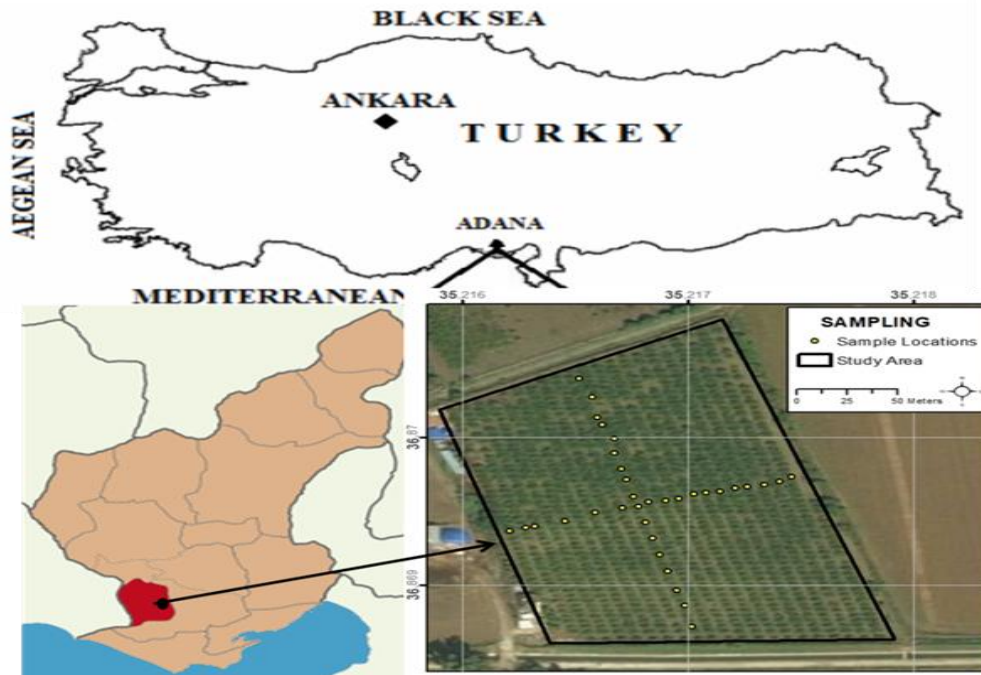 BLACK SEA
ANKARA
TURKEY
AEGEAN SEA
ADANA
MEDITERRANEAN
35.216
35.217
35.218
SAMPLING
Sample Locations
Study Area
0 25 50 Meters
36.87
36.869